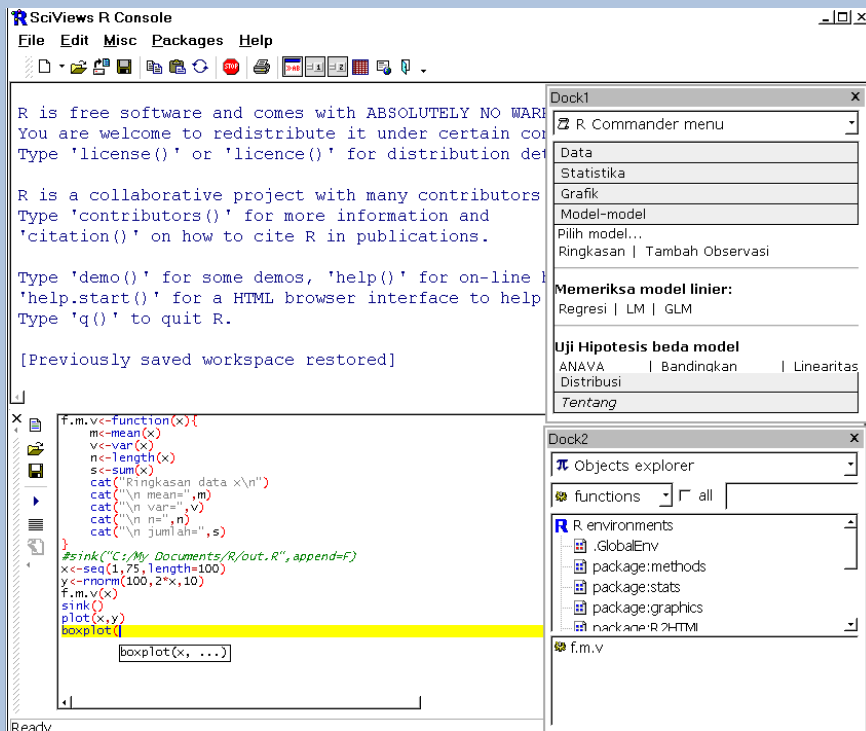 SciViews R Console
File Edit Misc Packages Help
R is free software and comes with ABSOLUTELY NO WARR
You are welcome to redistribute it under certain con
Type 'license()' or 'licence()' for distribution det
R is a collaborative project with many contributors
Type 'contributors()' for more information and
'citation()' on how to cite R in publications.
Type 'demo()' for some demos, 'help()' for on-line h
'help.start()' for a HTML browser interface to help
Type 'q()' to quit R.
[Previously saved workspace restored]
f.m.v<-function(x){
m<-mean(x)
v<-var(x)
n<-length(x)
s<-sum(x)
cat("Ringkasan data x\n")
cat("\n mean=",m)
cat("\n var=",v)
cat("\n n=",n)
cat("\n jumlah=",s)
}
#sink("C:/My Documents/R/out.R",append=F)
x<-seq(1,75,length=100)
y<-rnorm(100,2*x,10)
f.m.v(x)
sink()
plot(x,y)
boxplot(
boxplot(x, ...)
Ready
Dock1
R Commander menu
Data
Statistika
Grafik
Model-model
Pilih model...
Ringkasan | Tambah Observasi
Memeriksa model linier:
Regresi | LM | GLM
Uji Hipotesis beda model
ANAVA | Bandingkan | Linearitas
Distribusi
Tentang
Dock2
π Objects explorer
functions all
R environments
.GlobalEnv
package:methods
package:stats
package:graphics
package:R2HTML
f.m.v